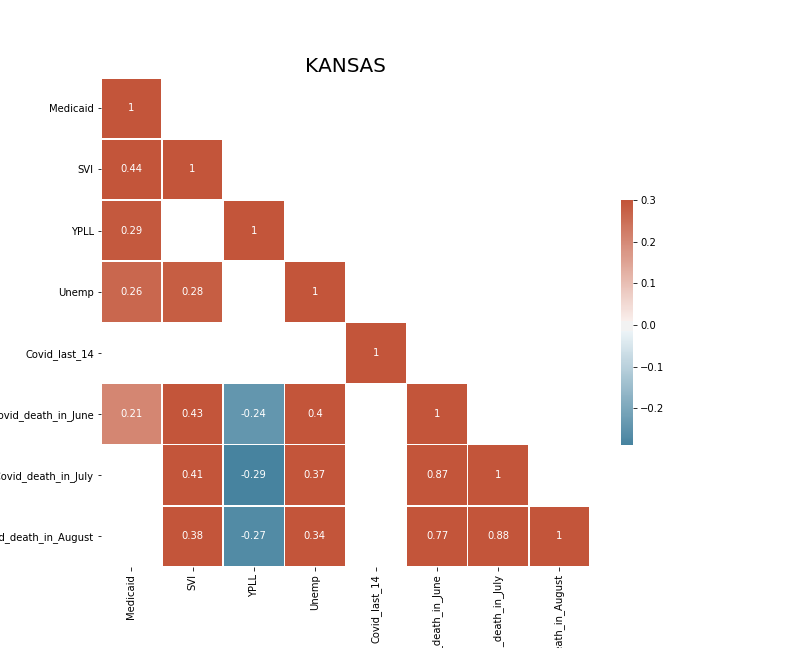 KANSAS
Medicaid
1
SVI
0.44 1
YPLL
0.29 1
Unemp
0.26 0.28 1
Covid_last_14
1
ovid_death_in_June
0.21 0.43 -0.24 0.4 1
ovid_death_in_July
0.41 -0.29 0.37 0.87 1
d_death_in_August
0.38 -0.27 0.34 0.77 0.88 1
Medicaid
SVI
YPLL
Unemp
Covid_last_14
_death_in_June
_death_in_July
ath_in_August
0.3
0.2
0.1
0.0
−0.1
−0.2